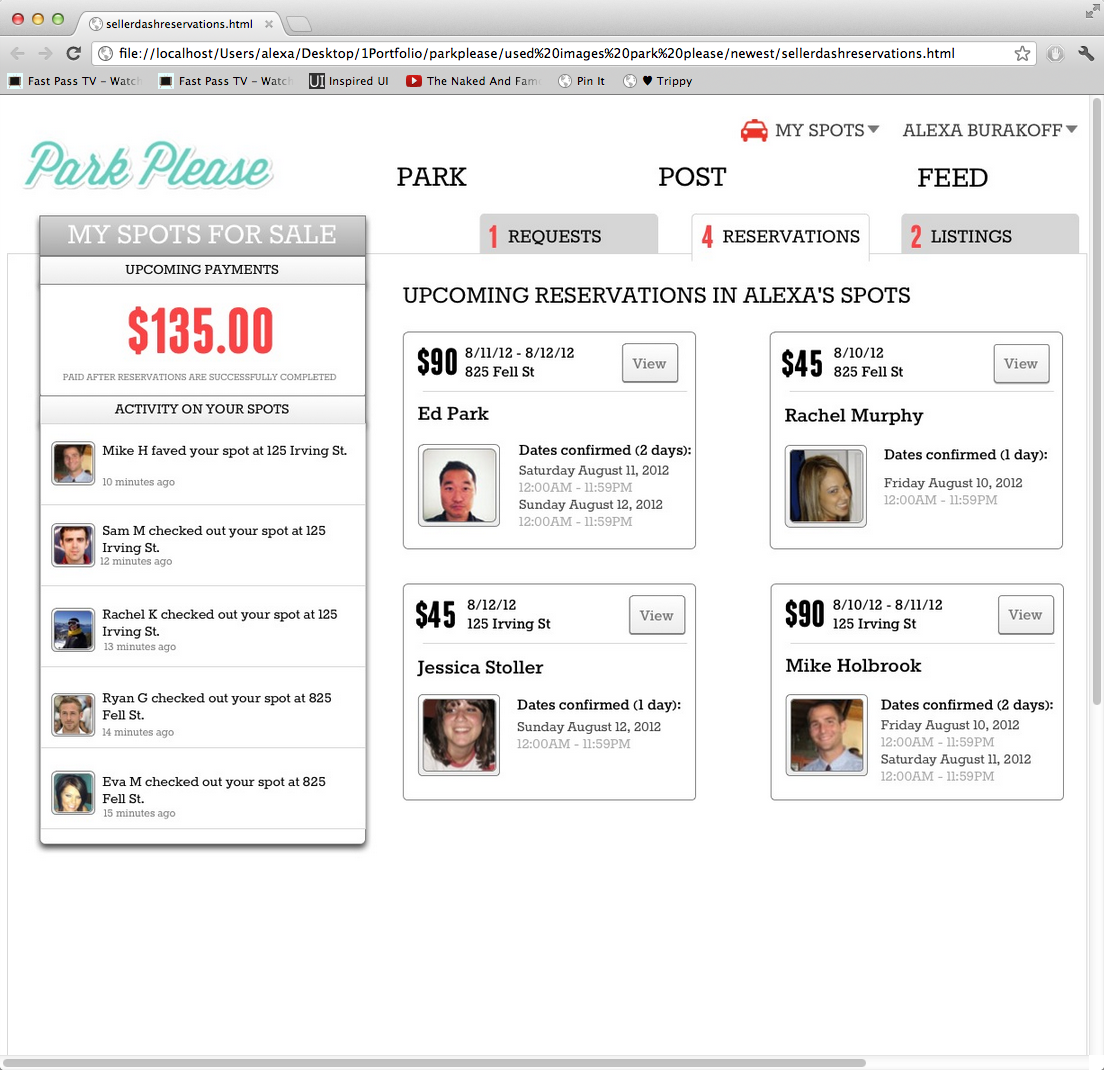 sellerdashreservations.html
file://localhost/Users/alexa/Desktop/1Portfolio/parkplease/used%20images%20park%20please/newest/sellerdashreservations.html
Fast Pass TV - Watch
Fast Pass TV - Watch
UI Inspired UI
The Naked And Fam
Pin It
♥ Trippy
MY SPOTS
ALEXA BURAKOFF
Park Please
PARK
POST
FEED
MY SPOTS FOR SALE
1 REQUESTS
4 RESERVATIONS
2 LISTINGS
UPCOMING PAYMENTS
$135.00
PAID AFTER RESERVATIONS ARE SUCCESSFULLY COMPLETED
ACTIVITY ON YOUR SPOTS
Mike H faved your spot at 125 Irving St.
10 minutes ago
Sam M checked out your spot at 125
Irving St.
12 minutes ago
Rachel K checked out your spot at 125
Irving St.
13 minutes ago
Ryan G checked out your spot at 825
Fell St.
14 minutes ago
Eva M checked out your spot at 825
Fell St.
15 minutes ago
UPCOMING RESERVATIONS IN ALEXA'S SPOTS
$90
8/11/12 - 8/12/12
825 Fell St
View
Ed Park
Dates confirmed (2 days):
Saturday August 11, 2012
12:00AM - 11:59PM
Sunday August 12, 2012
12:00AM - 11:59PM
$45
8/10/12
825 Fell St
View
Rachel Murphy
Dates confirmed (1 day):
Friday August 10, 2012
12:00AM - 11:59PM
$45
8/12/12
125 Irving St
View
Jessica Stoller
Dates confirmed (1 day):
Sunday August 12, 2012
12:00AM - 11:59PM
$90
8/10/12 - 8/11/12
125 Irving St
View
Mike Holbrook
Dates confirmed (2 days):
Friday August 10, 2012
12:00AM - 11:59PM
Saturday August 11, 2012
12:00AM - 11:59PM